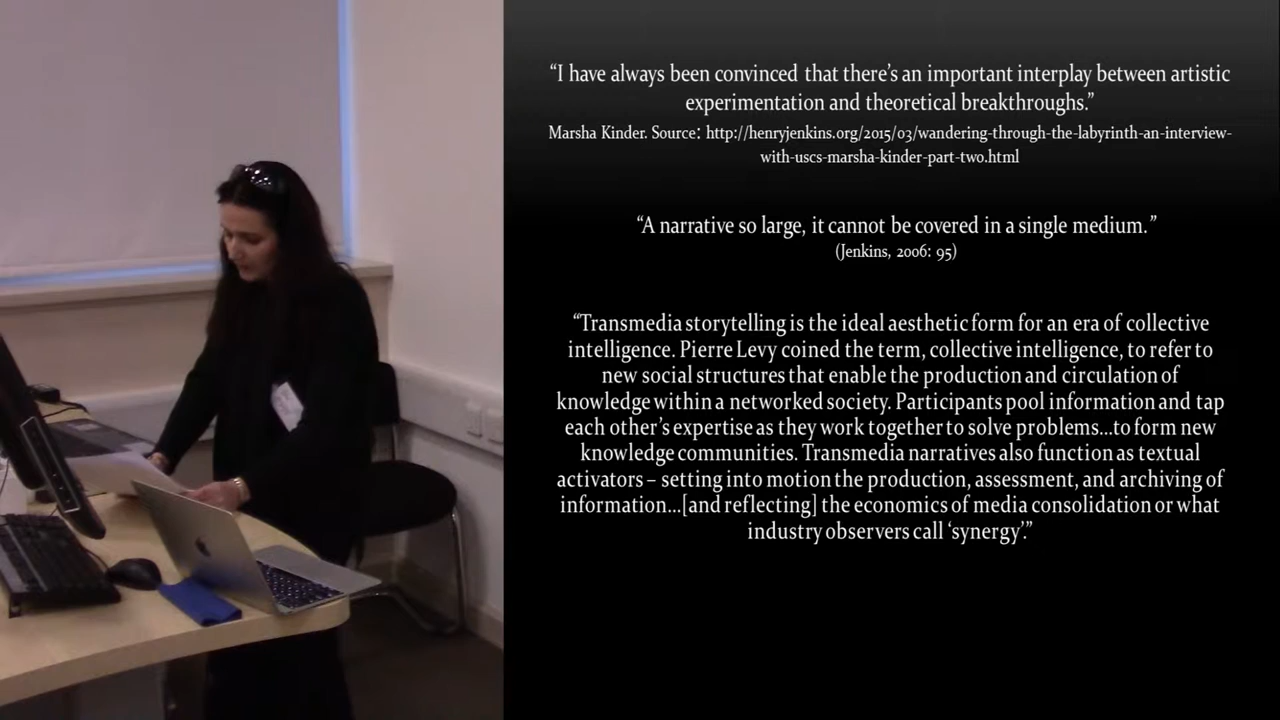 “I have always been convinced that there’s an important interplay between artistic
experimentation and theoretical breakthroughs.”
Marsha Kinder. Source: http://henryjenkins.org/2015/03/wandering-through-the-labyrinth-an-interview-
with-uscs-marsha-kinder-part-two.html
“A narrative so large, it cannot be covered in a single medium.”
(Jenkins, 2006: 95)
“Transmedia storytelling is the ideal aesthetic form for an era of collective
intelligence. Pierre Levy coined the term, collective intelligence, to refer to
new social structures that enable the production and circulation of
knowledge within a networked society. Participants pool information and tap
each other’s expertise as they work together to solve problems...to form new
knowledge communities. Transmedia narratives also function as textual
activators – setting into motion the production, assessment, and archiving of
information...[and reflecting] the economics of media consolidation or what
industry observers call ‘synergy’.”